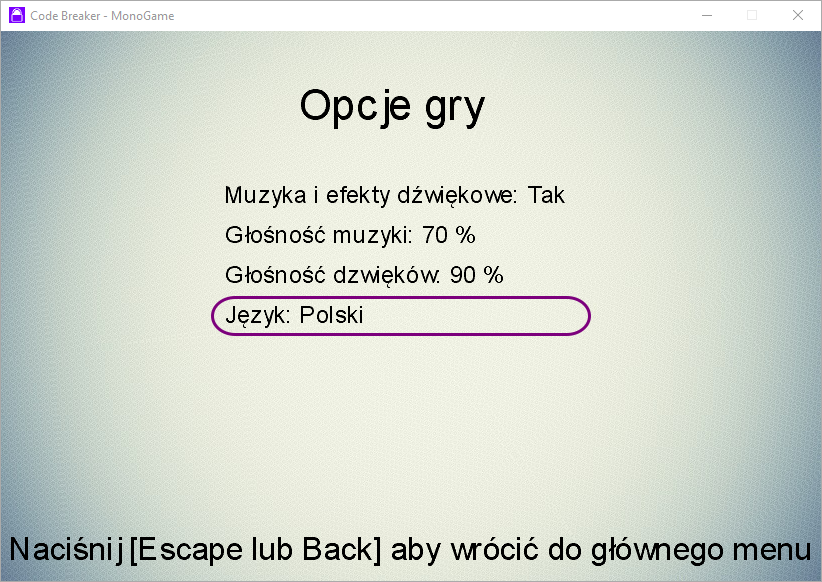 Code Breaker - MonoGame
Opcje gry
Muzyka i efekty dźwiękowe: Tak
Głośność muzyki: 70 %
Głośność dzwięków: 90 %
Język: Polski
Naciśnij [Escape lub Back] aby wrócić do głównego menu